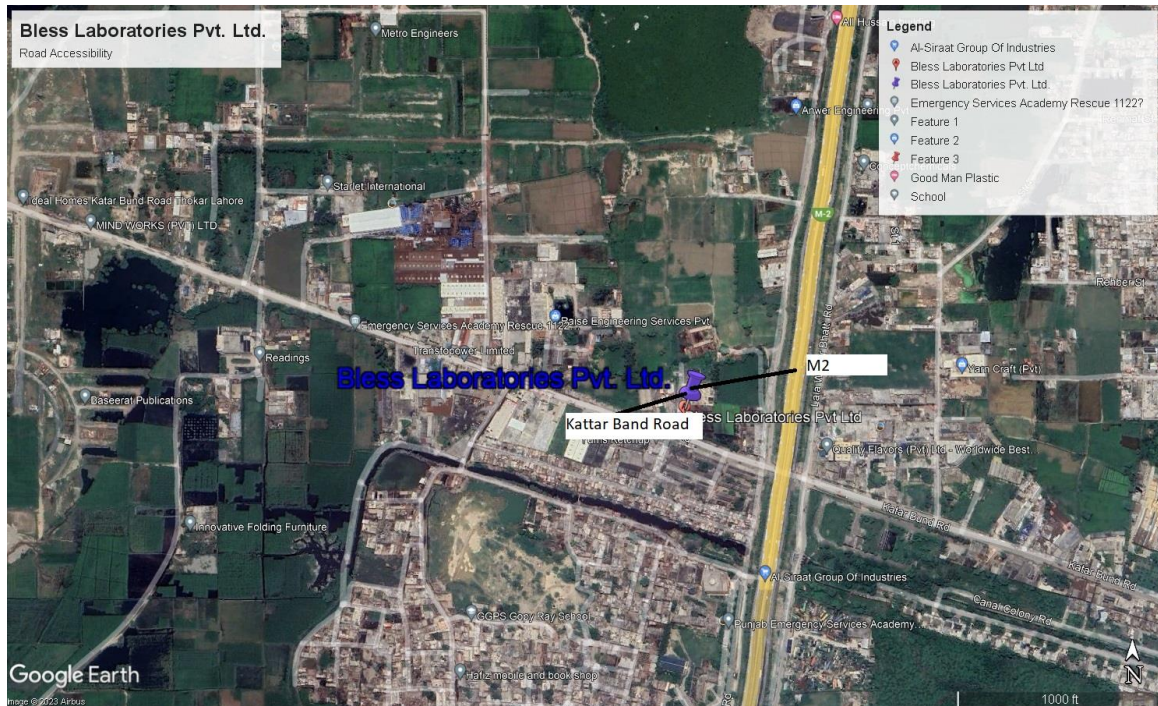 Bless Laboratories Pvt. Ltd.
Road Accessibility
Legend
Al-Siraat Group Of Industries
Bless Laboratories Pvt Ltd
Bless Laboratories Pvt. Ltd.
Emergency Services Academy Rescue 1122?
Feature 1
Feature 2
Feature 3
Good Man Plastic
School
Metro Engineers
Anwer Engineering
Starlet International
Ideal Homes Katar Bund Road Thokar Lahore
MIND WORKS (PVT) LTD
M-2
Rehber St
Emergency Services Academy Rescue 112
Raise Engineering Services Pvt
Transfopower Limited
Readings
Bless Laboratories Pvt. Ltd.
M2
Yarn Craft (Pvt)
Baseerat Publications
Kattar Band Road
ess Laboratories Pvt Ltd
Quality Flavors (Pvt) Ltd - Worldwide Best.
Innovative Folding Furniture
Katar Bund Rd
Katar Bund Rd
Al-Siraat Group Of Industries
Canal Colony Rd
GGPS Gopy Ray School
Punjab Emergency Services Academy...
Hafiz mobile and book shop
Google Earth
Image © 2023 Airbus
Rd
N
1000 ft